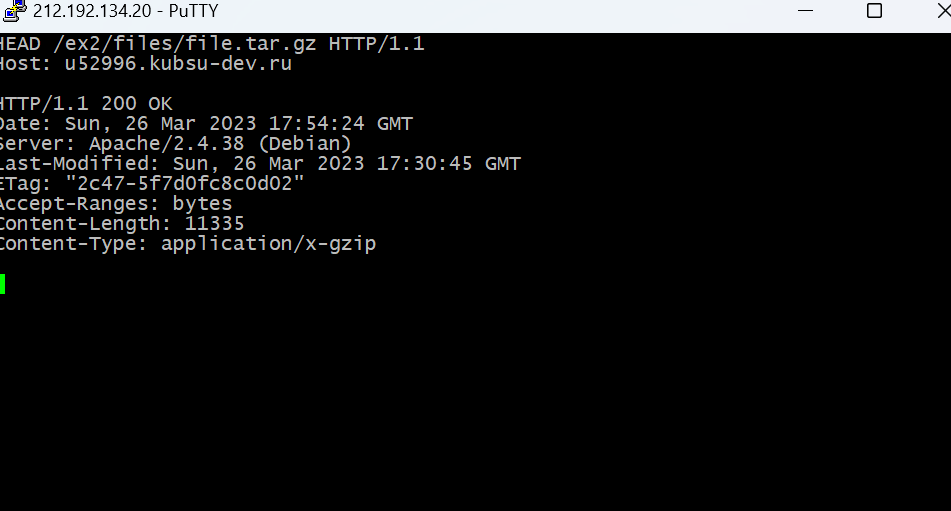 212.192.134.20 - PuTTY
HEAD /ex2/files/file.tar.gz HTTP/1.1
Host: u52996.kubsu-dev.ru
HTTP/1.1 200 OK
Date: Sun, 26 Mar 2023 17:54:24 GMT
Server: Apache/2.4.38 (Debian)
Last-Modified: Sun, 26 Mar 2023 17:30:45 GMT
ETag: "2c47-5f7d0fc8c0d02"
Accept-Ranges: bytes
Content-Length: 11335
Content-Type: application/x-gzip